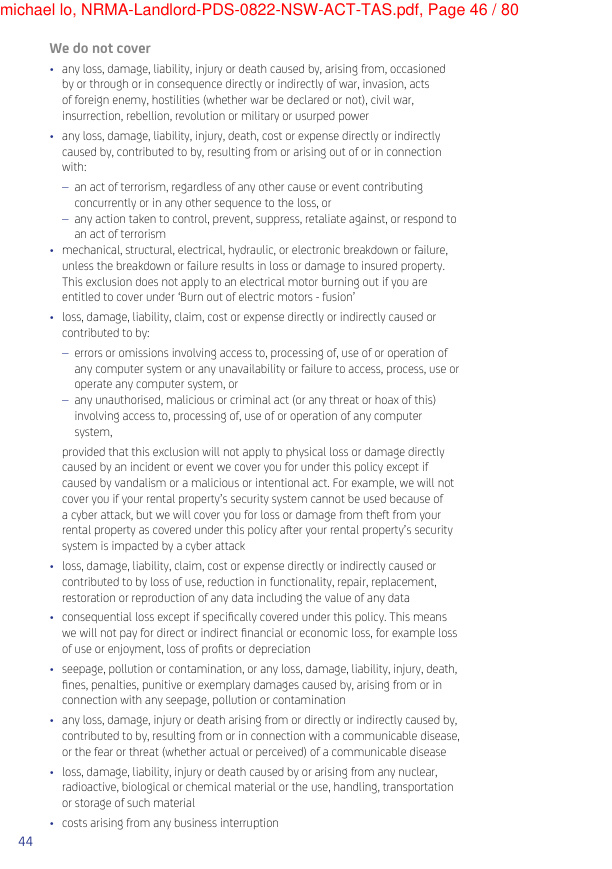 michael lo, NRMA-Landlord-PDS-0822-NSW-ACT-TAS.pdf, Page 46 / 80
We do not cover
• any loss, damage, liability, injury or death caused by, arising from, occasioned
by or through or in consequence directly or indirectly of war, invasion, acts
of foreign enemy, hostilities (whether war be declared or not), civil war,
insurrection, rebellion, revolution or military or usurped power
• any loss, damage, liability, injury, death, cost or expense directly or indirectly
caused by, contributed to by, resulting from or arising out of or in connection
with:
– an act of terrorism, regardless of any other cause or event contributing
concurrently or in any other sequence to the loss, or
– any action taken to control, prevent, suppress, retaliate against, or respond to
an act of terrorism
• mechanical, structural, electrical, hydraulic, or electronic breakdown or failure,
unless the breakdown or failure results in loss or damage to insured property.
This exclusion does not apply to an electrical motor burning out if you are
entitled to cover under ‘Burn out of electric motors - fusion’
• loss, damage, liability, claim, cost or expense directly or indirectly caused or
contributed to by:
– errors or omissions involving access to, processing of, use of or operation of
any computer system or any unavailability or failure to access, process, use or
operate any computer system, or
– any unauthorised, malicious or criminal act (or any threat or hoax of this)
involving access to, processing of, use of or operation of any computer
system,
provided that this exclusion will not apply to physical loss or damage directly
caused by an incident or event we cover you for under this policy except if
caused by vandalism or a malicious or intentional act. For example, we will not
cover you if your rental property’s security system cannot be used because of
a cyber attack, but we will cover you for loss or damage from theft from your
rental property as covered under this policy after your rental property’s security
system is impacted by a cyber attack
• loss, damage, liability, claim, cost or expense directly or indirectly caused or
contributed to by loss of use, reduction in functionality, repair, replacement,
restoration or reproduction of any data including the value of any data
• consequential loss except if specifically covered under this policy. This means
we will not pay for direct or indirect financial or economic loss, for example loss
of use or enjoyment, loss of profits or depreciation
• seepage, pollution or contamination, or any loss, damage, liability, injury, death,
fines, penalties, punitive or exemplary damages caused by, arising from or in
connection with any seepage, pollution or contamination
• any loss, damage, injury or death arising from or directly or indirectly caused by,
contributed to by, resulting from or in connection with a communicable disease,
or the fear or threat (whether actual or perceived) of a communicable disease
• loss, damage, liability, injury or death caused by or arising from any nuclear,
radioactive, biological or chemical material or the use, handling, transportation
or storage of such material
• costs arising from any business interruption
44